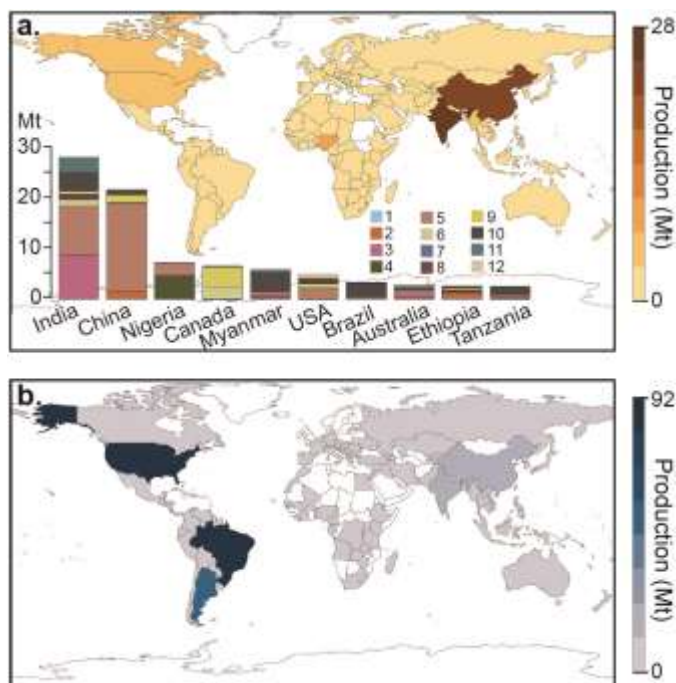 a.
28
Production (Mt)
0
Mt
30
20
10
0
1 5 9
2 6 10
3 7 11
4 8 12
India China Nigeria Canada Myanmar USA Brazil Australia Ethiopia Tanzania
b.
92
Production (Mt)
0